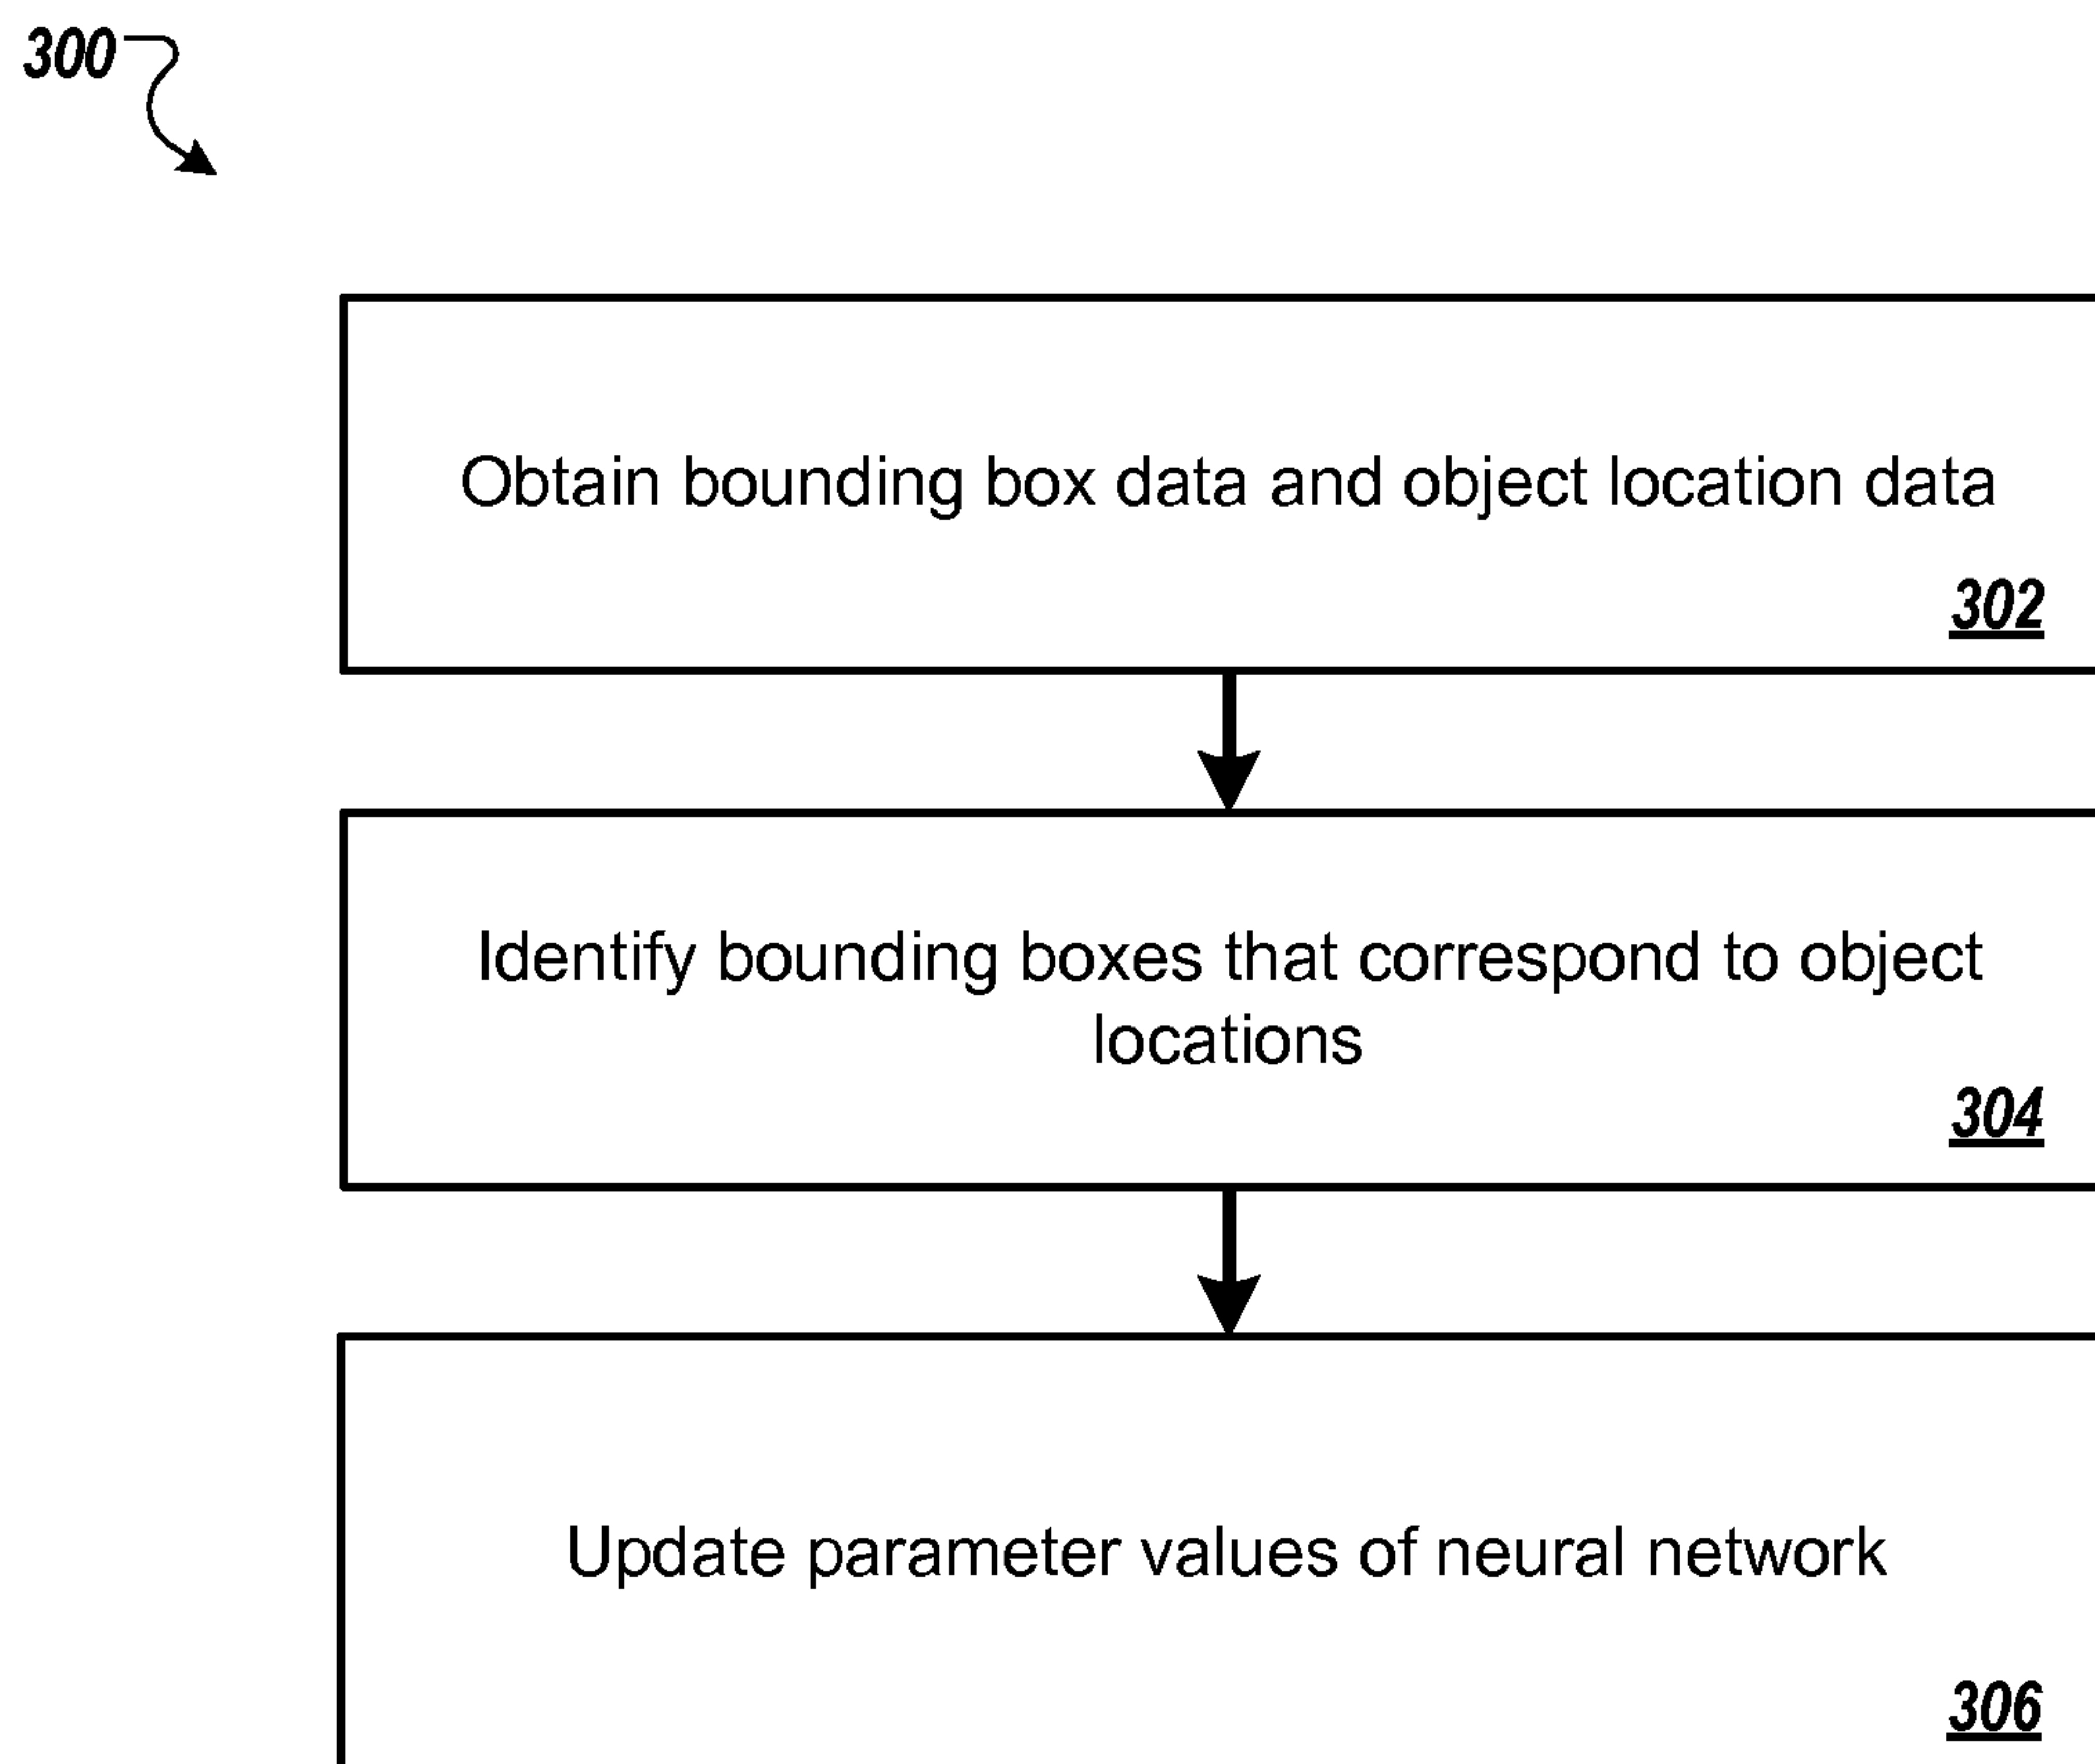 300
Obtain bounding box data and object location data
302
Identify bounding boxes that correspond to object
locations
304
Update parameter values of neural network
306